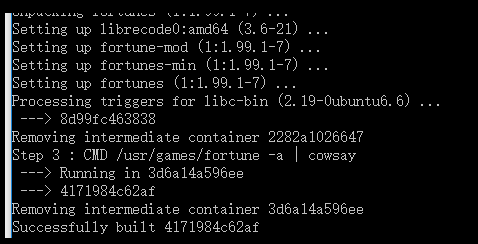 Unpacking fortunes (1:1.99.1-7) ...
Setting up librecode0:amd64 (3.6-21) ...
Setting up fortune-mod (1:1.99.1-7) ...
Setting up fortunes-min (1:1.99.1-7) ...
Setting up fortunes (1:1.99.1-7) ...
Processing triggers for libc-bin (2.19-0ubuntu6.6) ...
---> 8d99fc463838
Removing intermediate container 2282a1026647
Step 3 : CMD /usr/games/fortune -a | cowsay
---> Running in 3d6a14a596ee
---> 4171984c62af
Removing intermediate container 3d6a14a596ee
Successfully built 4171984c62af